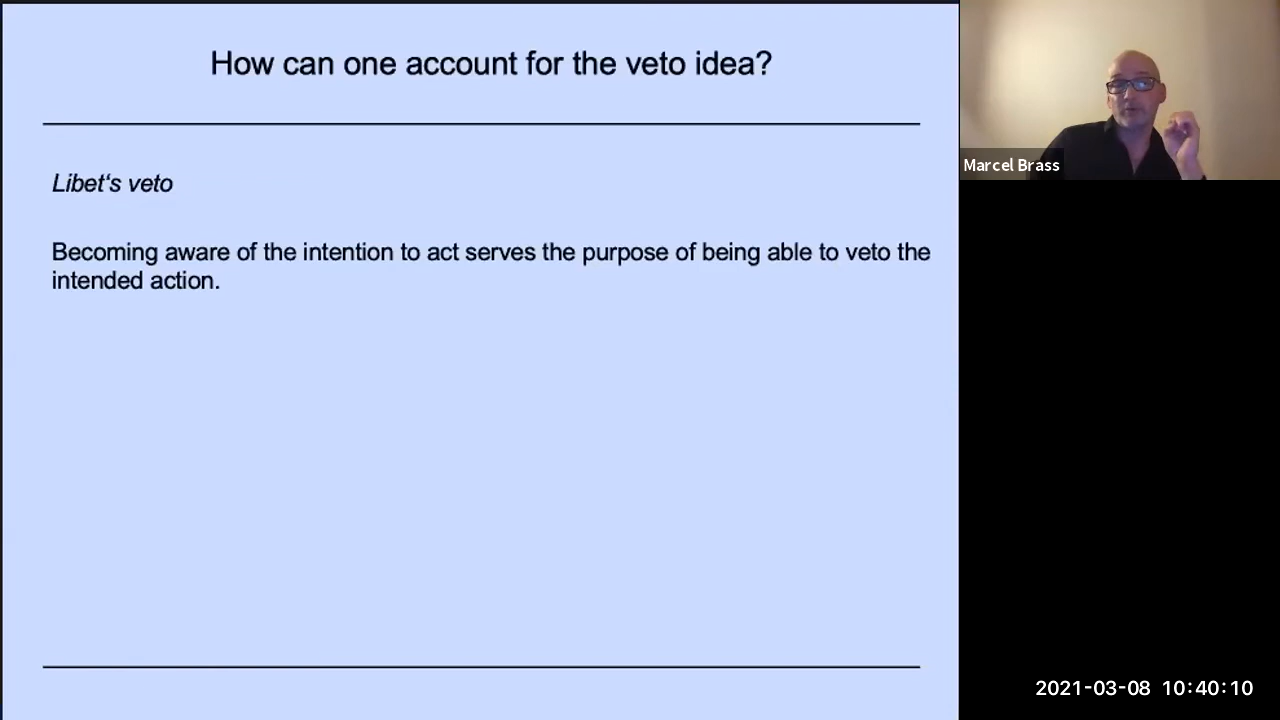 How can one account for the veto idea?
Libet‘s veto
Becoming aware of the intention to act serves the purpose of being able to veto the
intended action.
Marcel Brass
2021-03-08 10:40:10